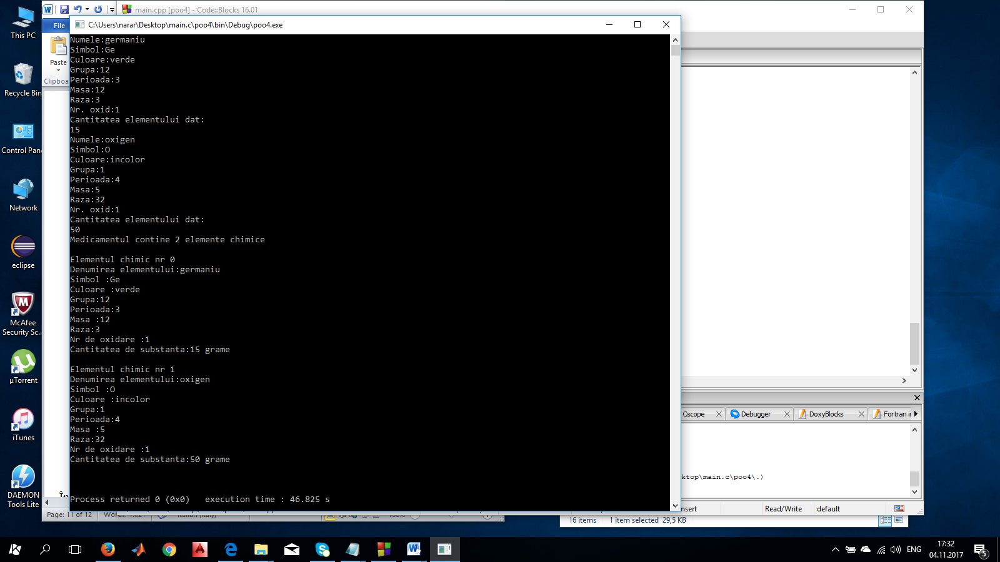 This PC
Recycle Bin
Control Pane
Network
eclipse
McAfee
Security Sc...
µTorrent
iTunes
DAEMON
Tools Lite
main.cpp [poo4] - Code::Blocks 16.01
File
Paste
Clipboa
C:\Users\narar\Desktop\main.c\poo4\bin\Debug\poo4.exe
Numele:germaniu
Simbol:Ge
Culoare:verde
Grupa:12
Perioada:3
Masa:12
Raza:3
Nr. oxid:1
Cantitatea elementului dat:
15
Numele:oxigen
Simbol:O
Culoare:incolor
Grupa:1
Perioada:4
Masa:5
Raza:32
Nr. oxid:1
Cantitatea elementului dat:
50
Medicamentul contine 2 elemente chimice
Elementul chimic nr 0
Denumirea elementului:germaniu
Simbol :Ge
Culoare :verde
Grupa:12
Perioada:3
Masa :12
Raza:3
Nr de oxidare :1
Cantitatea de substanta:15 grame
Elementul chimic nr 1
Denumirea elementului:oxigen
Simbol :O
Culoare :incolor
Grupa:1
Perioada:4
Masa :5
Raza:32
Nr de oxidare :1
Cantitatea de substanta:50 grame
Process returned 0 (0x0)   execution time : 46.825 s
Cscope
Debugger
DoxyBlocks
Fortran i
ktop\main.c\poo4\.)
nsert
Read/Write
default
În
Page: 11 of 12
16 items
1 item selected 29,5 KB
ENG
17:32
04.11.2017
5